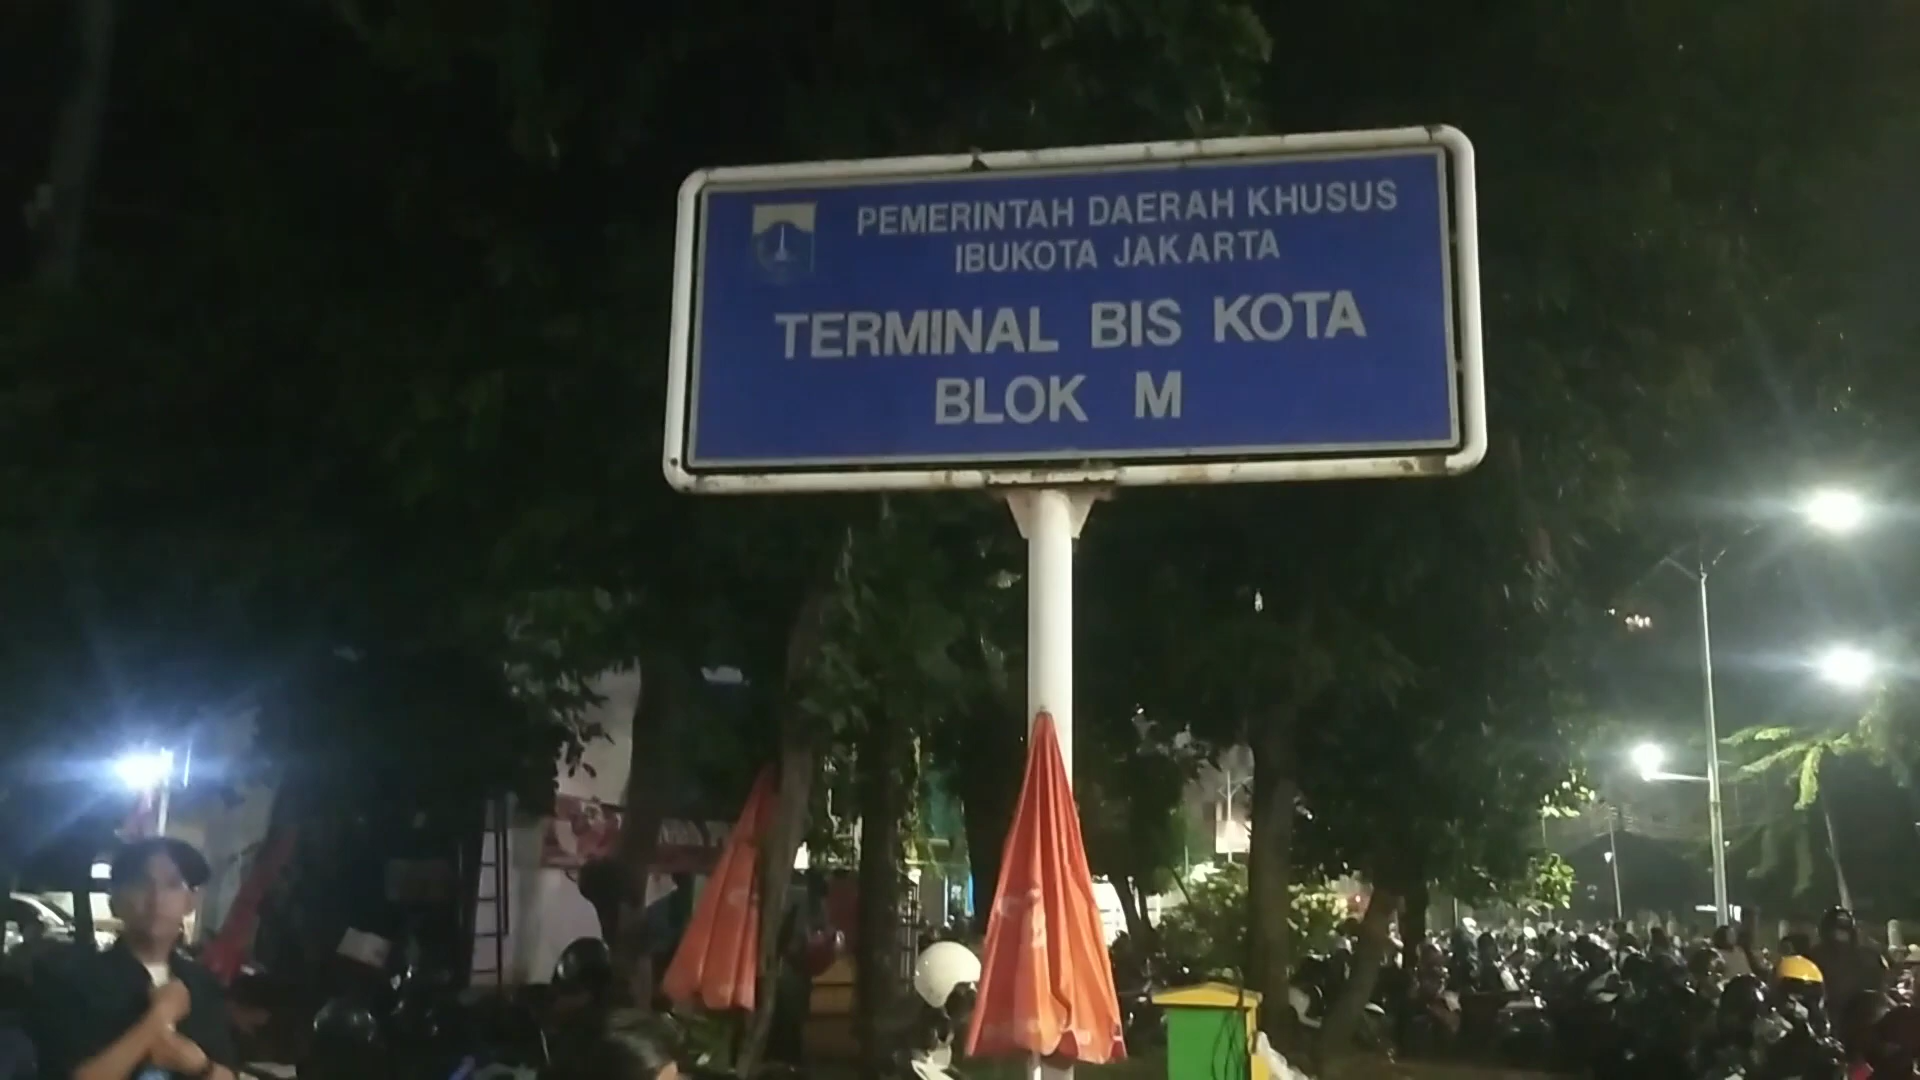 PEMERINTAH DAERAH KHUSUS
IBUKOTA JAKARTA
TERMINAL BIS KOTA
BLOK M